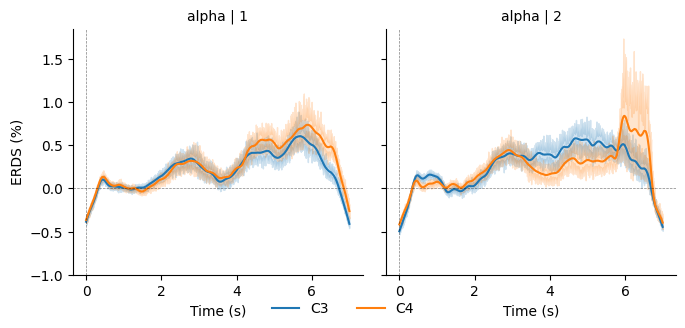 alpha | 1
alpha | 2
ERDS (%)
1.5
1.0
0.5
0.0
−0.5
−1.0
0 2 4 6
0 2 4 6
Time (s)
C3
C4
Time (s)